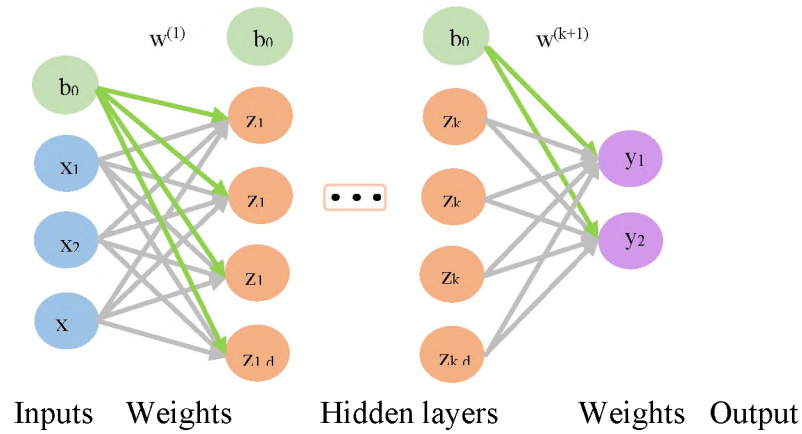 w(1) b0 b0 w(k+1)
b0 z1 zk
x1 y1
z1 • • • zk
x2 y2
z1 zk
x
z1 d zk d
Inputs Weights Hidden layers Weights Output